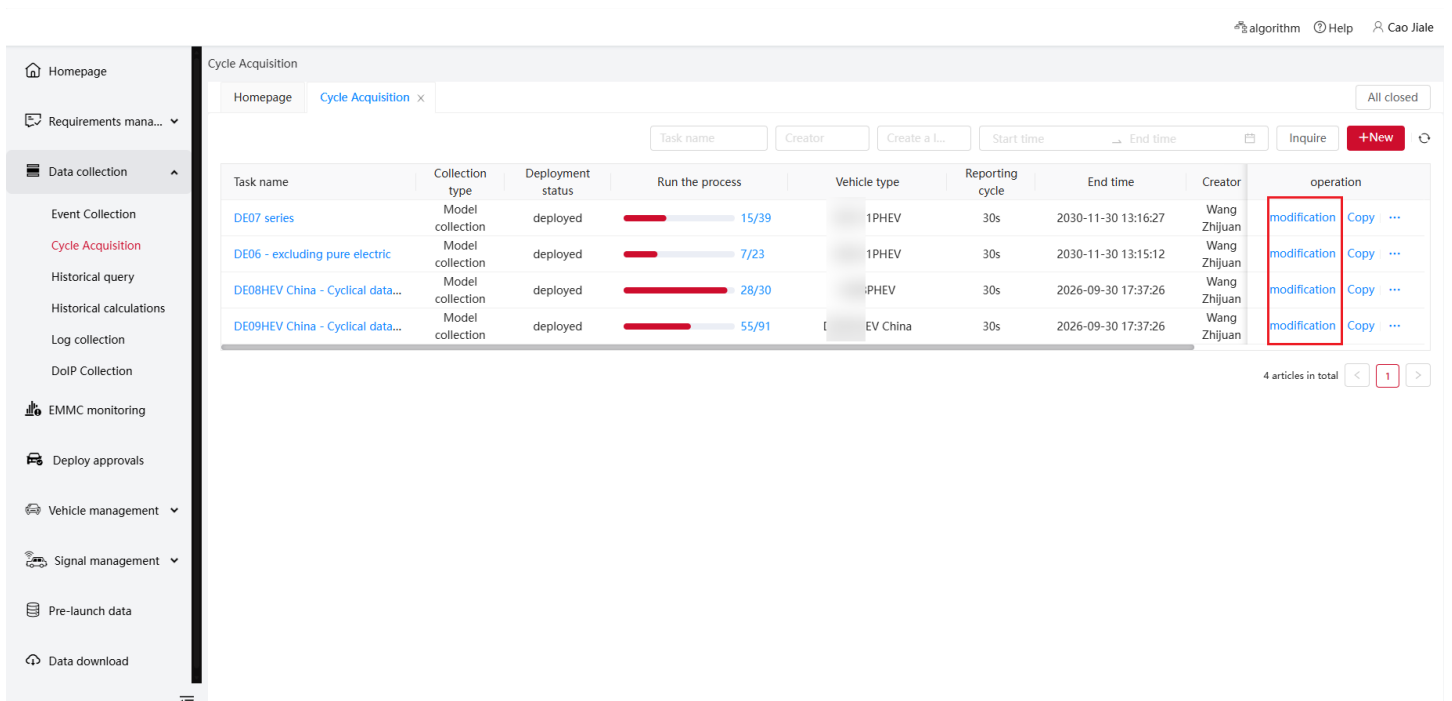 algorithm Help Cao Jiale
Homepage
Requirements mana...
Data collection
Event Collection
Cycle Acquisition
Historical query
Historical calculations
Log collection
DoIP Collection
EMMC monitoring
Deploy approvals
Vehicle management
Signal management
Pre-launch data
Data download
Cycle Acquisition
Homepage Cycle Acquisition × All closed
Task name Creator Create a l... Start time → End time Inquire +New
Task name Collection type Deployment status Run the process Vehicle type Reporting cycle End time Creator operation
DE07 series Model collection deployed 15/39 1PHEV 30s 2030-11-30 13:16:27 Wang Zhijuan modification Copy ···
DE06 - excluding pure electric Model collection deployed 7/23 1PHEV 30s 2030-11-30 13:15:12 Wang Zhijuan modification Copy ···
DE08HEV China - Cyclical data... Model collection deployed 28/30 PHEV 30s 2026-09-30 17:37:26 Wang Zhijuan modification Copy ···
DE09HEV China - Cyclical data... Model collection deployed 55/91 EV China 30s 2026-09-30 17:37:26 Wang Zhijuan modification Copy ···
4 articles in total < 1 >